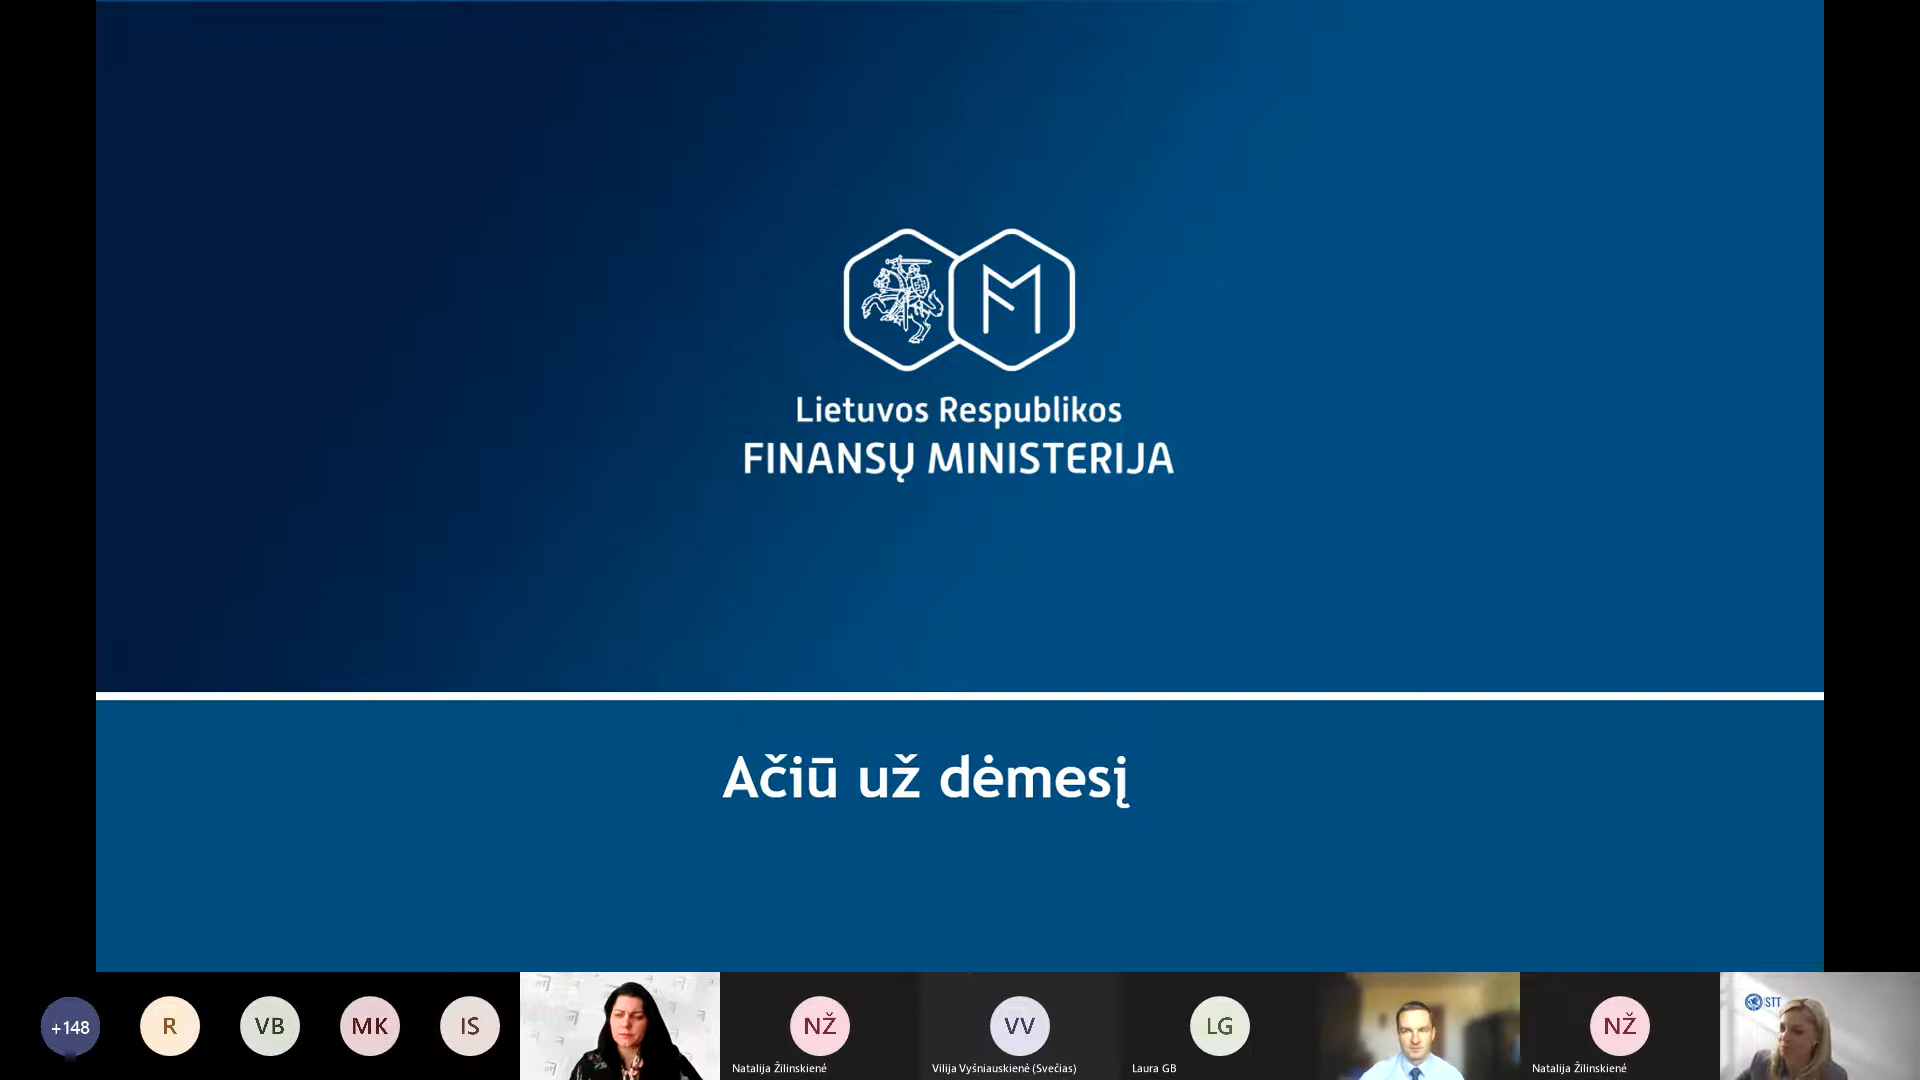 Lietuvos Respublikos
FINANSŲ MINISTERIJA
Ačiū už dėmesį
+148
R
VB
MK
IS
NŽ
Natalija Žilinskienė
VV
Vilija Vyšniauskienė (Svečias)
LG
Laura GB
NŽ
Natalija Žilinskienė
STT